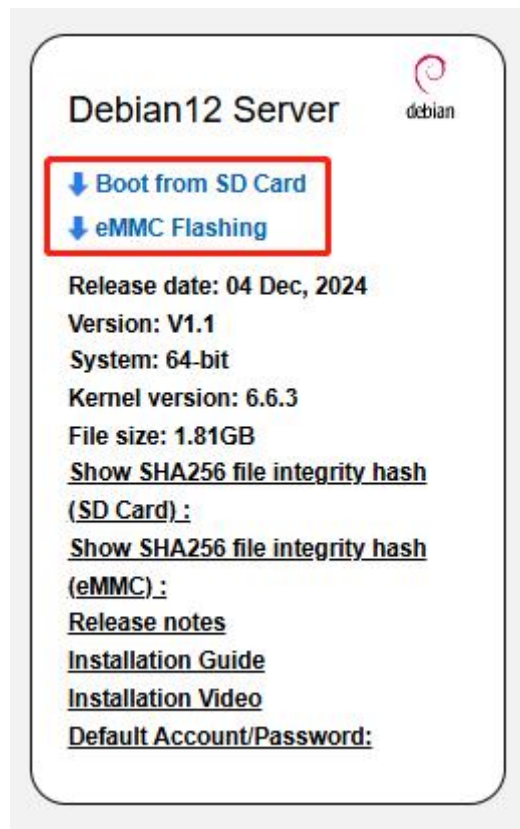 Debian12 Server
debian
Boot from SD Card
eMMC Flashing
Release date: 04 Dec, 2024
Version: V1.1
System: 64-bit
Kernel version: 6.6.3
File size: 1.81GB
Show SHA256 file integrity hash
(SD Card) :
Show SHA256 file integrity hash
(eMMC) :
Release notes
Installation Guide
Installation Video
Default Account/Password: